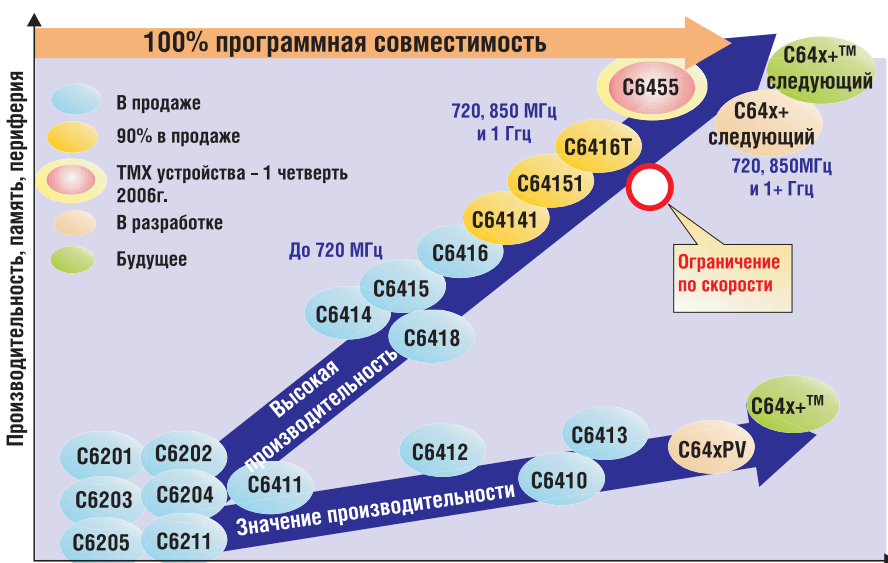 100% программная совместимость
Производительность, память, периферия
В продаже
90% в продаже
TMX устройства – 1 четверть
2006г.
В разработке
Будущее
До 720 МГц
720, 850 МГц
и 1 Ггц
C6455
C6416T
C64151
C64141
C6416
C6415
C6414
C6418
C64x+™
следующий
C64x+
следующий
720, 850МГц
и 1+ Ггц
Ограничение
по скорости
Высокая
производительность
C6201
C6202
C6203
C6204
C6205
C6211
C6411
C6412
C6413
C6410
C64xPV
C64x+™
Значение производительности